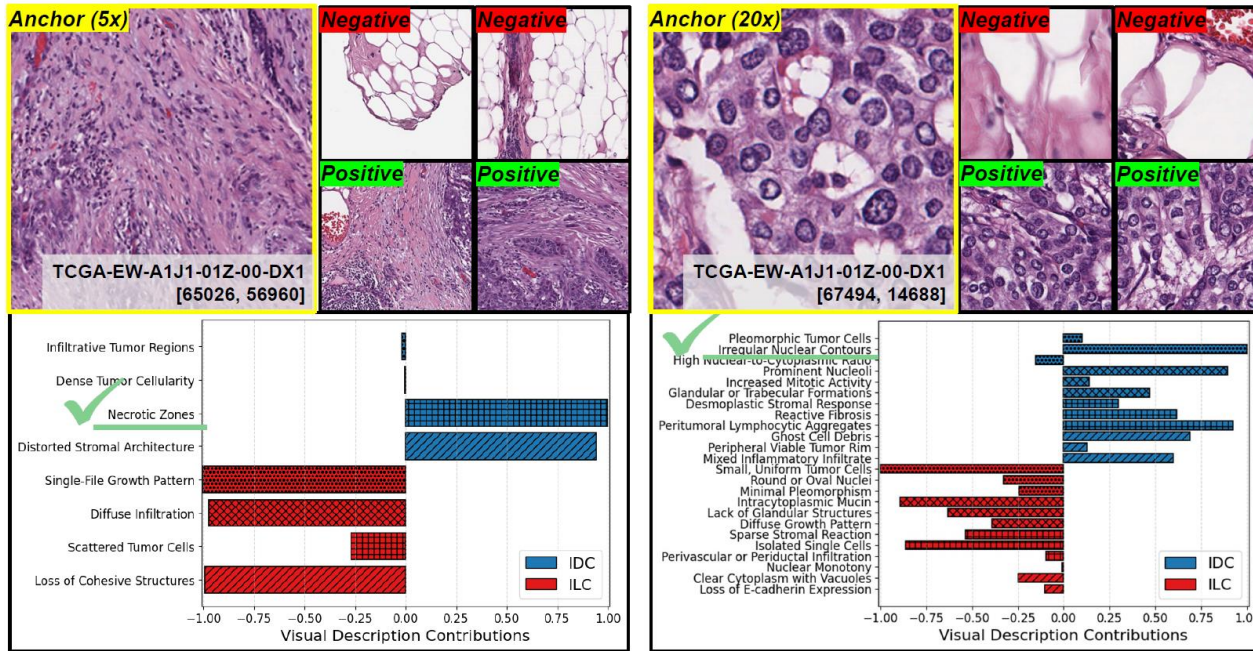 Anchor (5x)
Negative
Negative
Positive
Positive
TCGA-EW-A1J1-01Z-00-DX1
[65026, 56960]
Infiltrative Tumor Regions
Dense Tumor Cellularity
Necrotic Zones
Distorted Stromal Architecture
Single-File Growth Pattern
Diffuse Infiltration
Scattered Tumor Cells
Loss of Cohesive Structures
IDC
ILC
−1.00 −0.75 −0.50 −0.25 0.00 0.25 0.50 0.75 1.00
Visual Description Contributions
Anchor (20x)
Negative
Negative
Positive
Positive
TCGA-EW-A1J1-01Z-00-DX1
[67494, 14688]
Pleomorphic Tumor Cells
Irregular Nuclear Contours
High Nuclear-to-Cytoplasmic Ratio
Prominent Nucleoli
Increased Mitotic Activity
Glandular or Trabecular Formations
Desmoplastic Stromal Response
Reactive Fibrosis
Peritumoral Lymphocytic Aggregates
Ghost Cell Debris
Peripheral Viable Tumor Rim
Mixed Inflammatory Infiltrate
Small, Uniform Tumor Cells
Round or Oval Nuclei
Minimal Pleomorphism
Intracytoplasmic Mucin
Lack of Glandular Structures
Diffuse Growth Pattern
Sparse Stromal Reaction
Isolated Single Cells
Perivascular or Periductal Infiltration
Nuclear Monotony
Clear Cytoplasm with Vacuoles
Loss of E-cadherin Expression
IDC
ILC
−1.00 −0.75 −0.50 −0.25 0.00 0.25 0.50 0.75 1.00
Visual Description Contributions